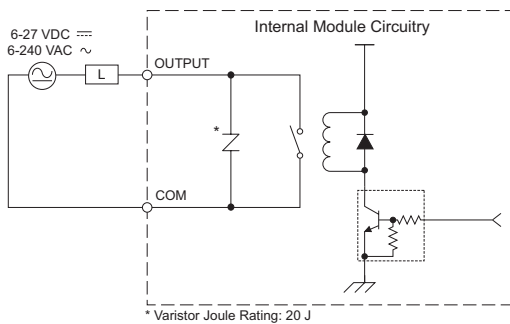 Internal Module Circuitry
6-27 VDC ⎓
6-240 VAC ∿
L
OUTPUT
*
COM
* Varistor Joule Rating: 20 J